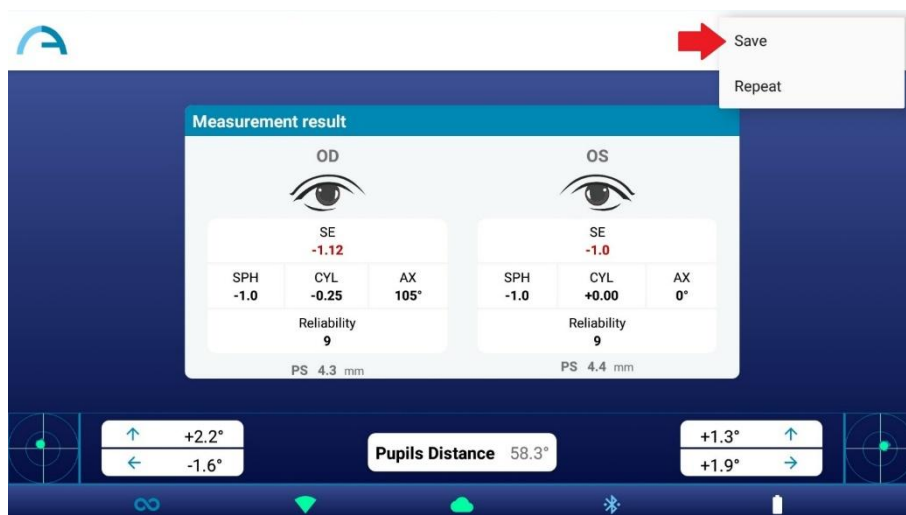 Save
Repeat
Measurement result
OD OS
SE SE
-1.12 -1.0
SPH CYL AX SPH CYL AX
-1.0 -0.25 105° -1.0 +0.00 0°
Reliability Reliability
9 9
PS 4.3 mm PS 4.4 mm
+2.2° +1.3°
Pupils Distance 58.3°
-1.6° +1.9°